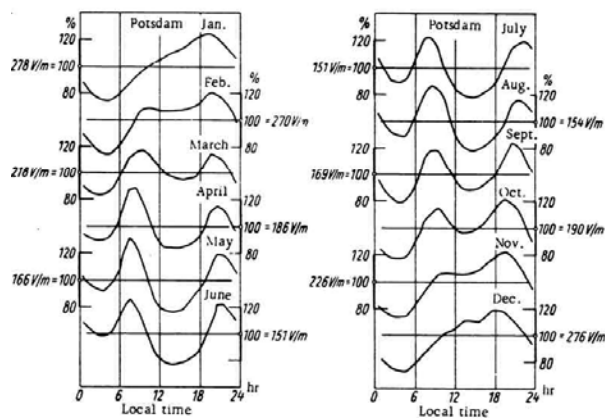 % Potsdam Jan.
120
278 V/m = 100
80
Feb. %
120
100 = 270 V/m
80
March
120
218 V/m = 100
80
April
120
100 = 186 V/m
80
May
120
166 V/m = 100
80
June
120
100 = 151 V/m
80
0 6 12 18 24 hr
Local time
% Potsdam July
120
151 V/m = 100
80
Aug. %
120
100 = 154 V/m
80
Sept.
120
169 V/m = 100
80
Oct.
120
100 = 190 V/m
80
Nov.
120
226 V/m = 100
80
Dec.
120
100 = 276 V/m
80
0 6 12 18 24 hr
Local time